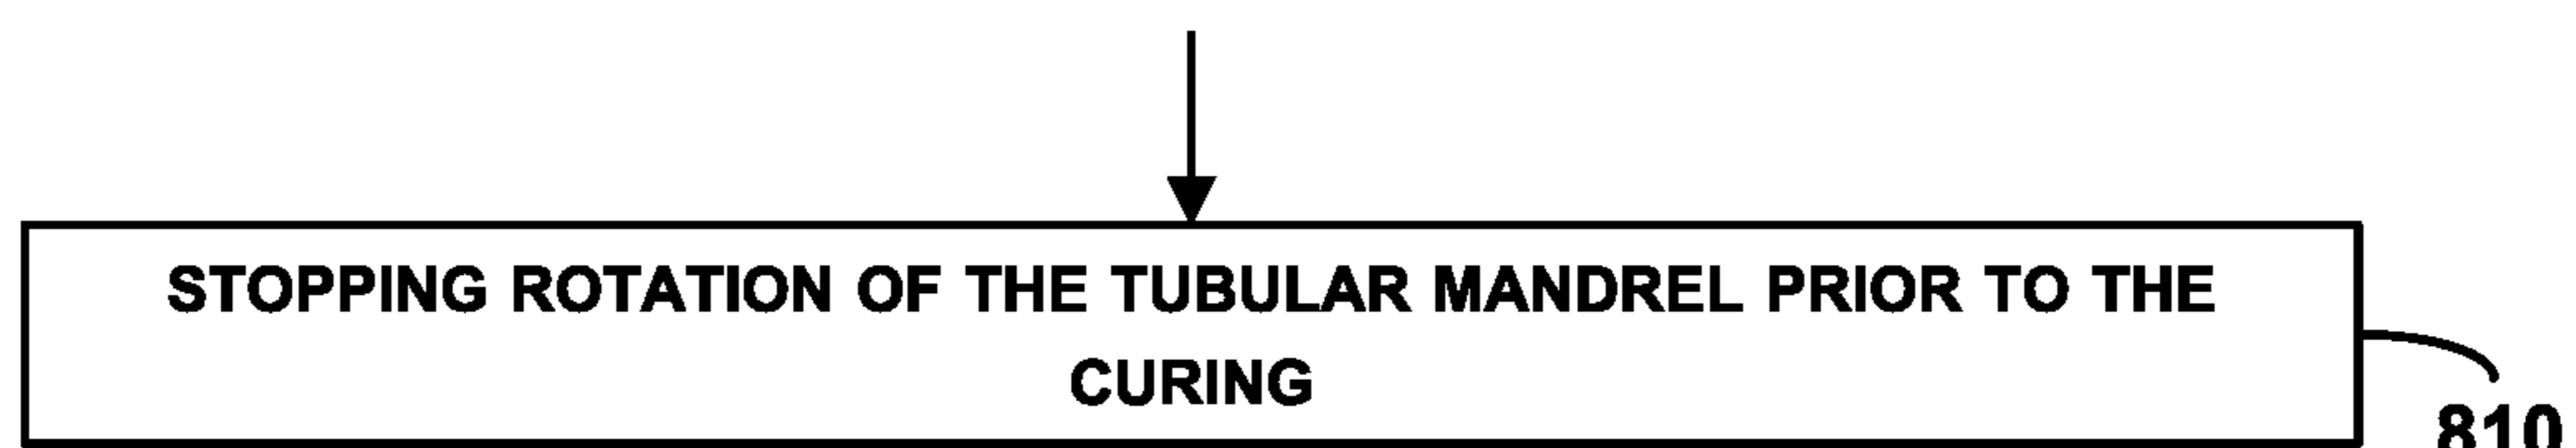 STOPPING ROTATION OF THE TUBULAR MANDREL PRIOR TO THE
CURING
810